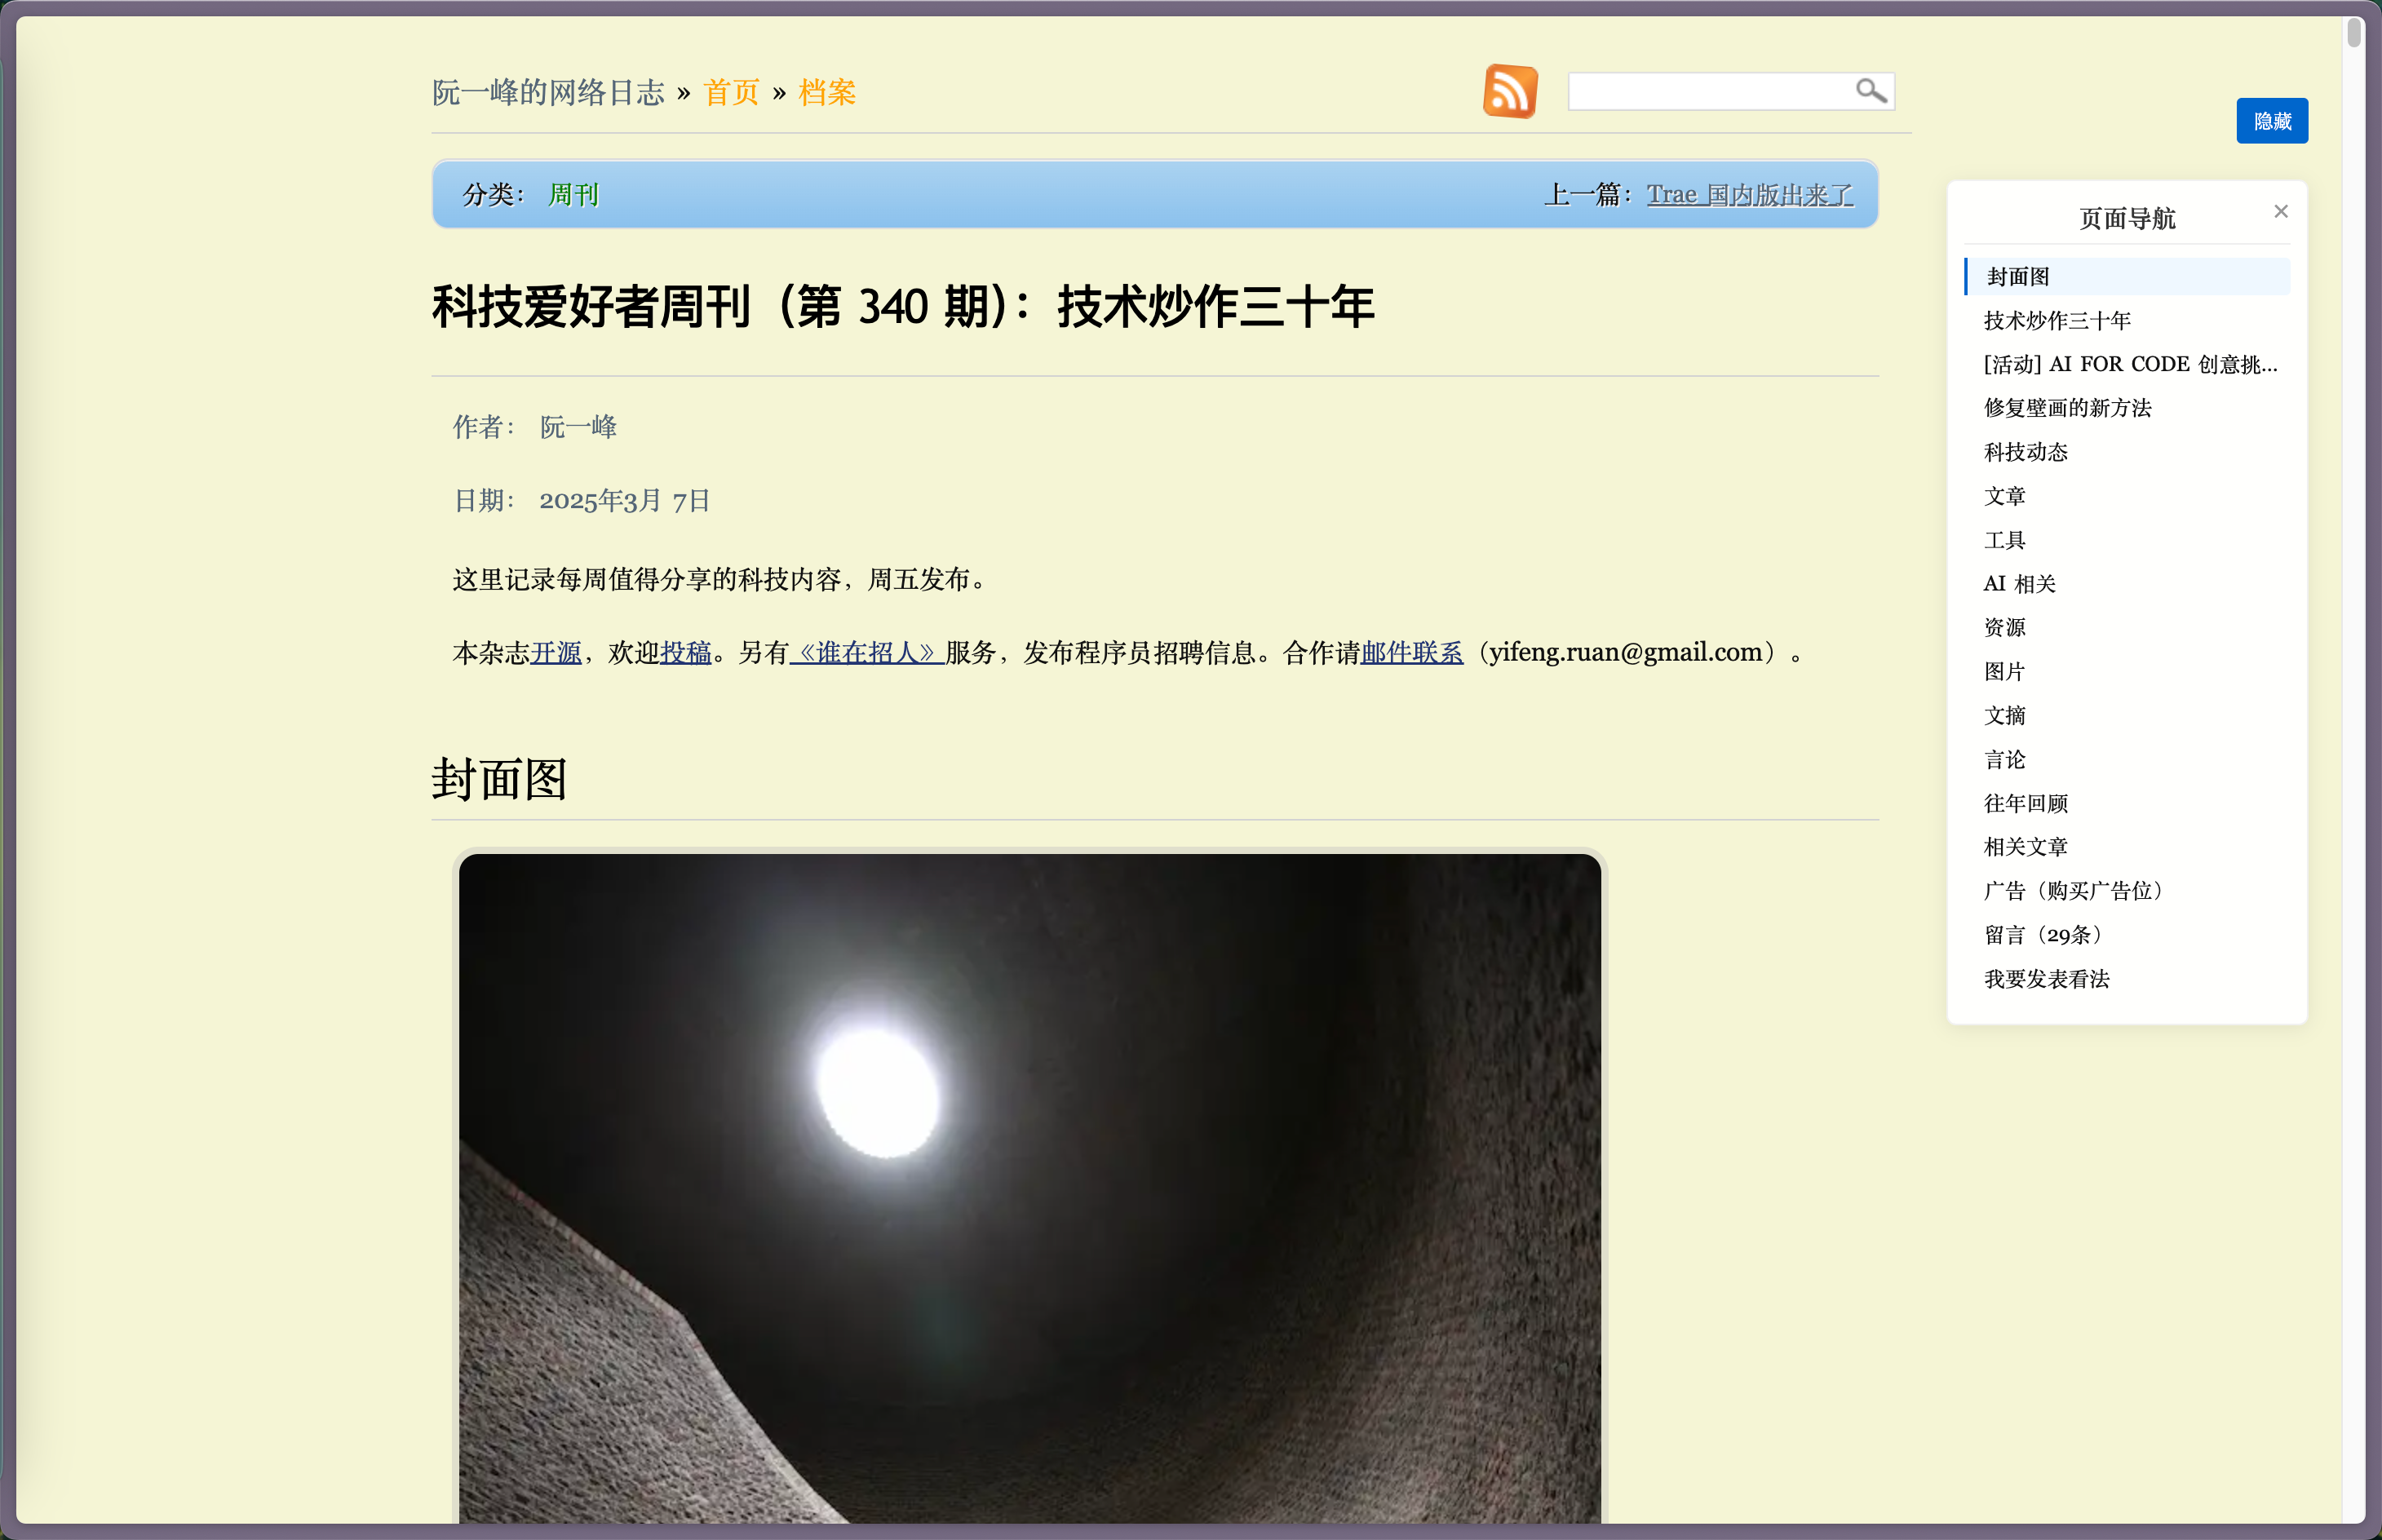 阮一峰的网络日志 » 首页 » 档案
隐藏
分类： 周刊
上一篇：Trae 国内版出来了
科技爱好者周刊（第 340 期）：技术炒作三十年
作者： 阮一峰
日期： 2025年3月 7日
这里记录每周值得分享的科技内容，周五发布。
本杂志开源，欢迎投稿。另有《谁在招人》服务，发布程序员招聘信息。合作请邮件联系（yifeng.ruan@gmail.com）。
封面图
页面导航 ×
封面图
技术炒作三十年
[活动] AI FOR CODE 创意挑...
修复壁画的新方法
科技动态
文章
工具
AI 相关
资源
图片
文摘
言论
往年回顾
相关文章
广告（购买广告位）
留言（29条）
我要发表看法